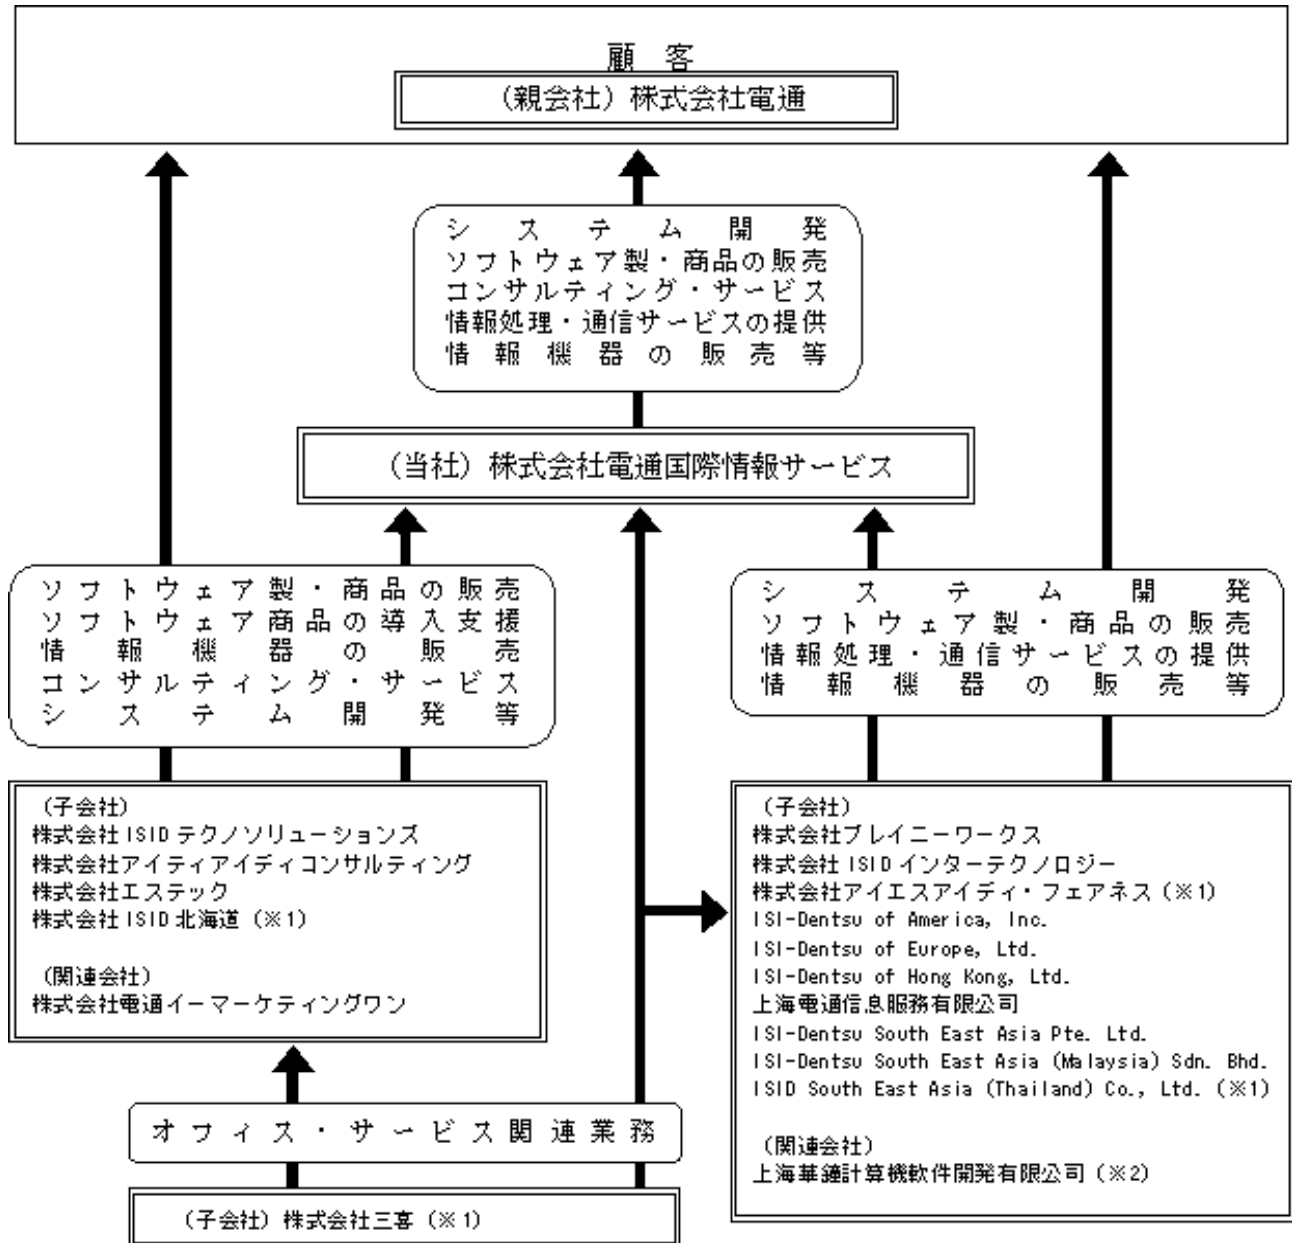 顧客
（親会社）株式会社電通
システム開発
ソフトウェア製・商品の販売
コンサルティング・サービス
情報処理・通信サービスの提供
情報機器の販売等
（当社）株式会社電通国際情報サービス
ソフトウェア製・商品の販売
ソフトウェア商品の導入支援
情報機器の販売
コンサルティング・サービス
システム開発等
システム開発
ソフトウェア製・商品の販売
情報処理・通信サービスの提供
情報機器の販売等
（子会社）
株式会社ISIDテクノソリューションズ
株式会社アイティアイディコンサルティング
株式会社エステック
株式会社ISID北海道（※1）
（関連会社）
株式会社電通イーマーケティングワン
（子会社）
株式会社ブレイニーワークス
株式会社ISIDインターテクノロジー
株式会社アイエスアイディ・フェアネス（※1）
ISI-Dentsu of America, Inc.
ISI-Dentsu of Europe, Ltd.
ISI-Dentsu of Hong Kong, Ltd.
上海電通信息服務有限公司
ISI-Dentsu South East Asia Pte. Ltd.
ISI-Dentsu South East Asia (Malaysia) Sdn. Bhd.
ISID South East Asia (Thailand) Co., Ltd.（※1）
（関連会社）
上海華鐘計算機軟件開発有限公司（※2）
オフィス・サービス関連業務
（子会社）株式会社三喜（※1）